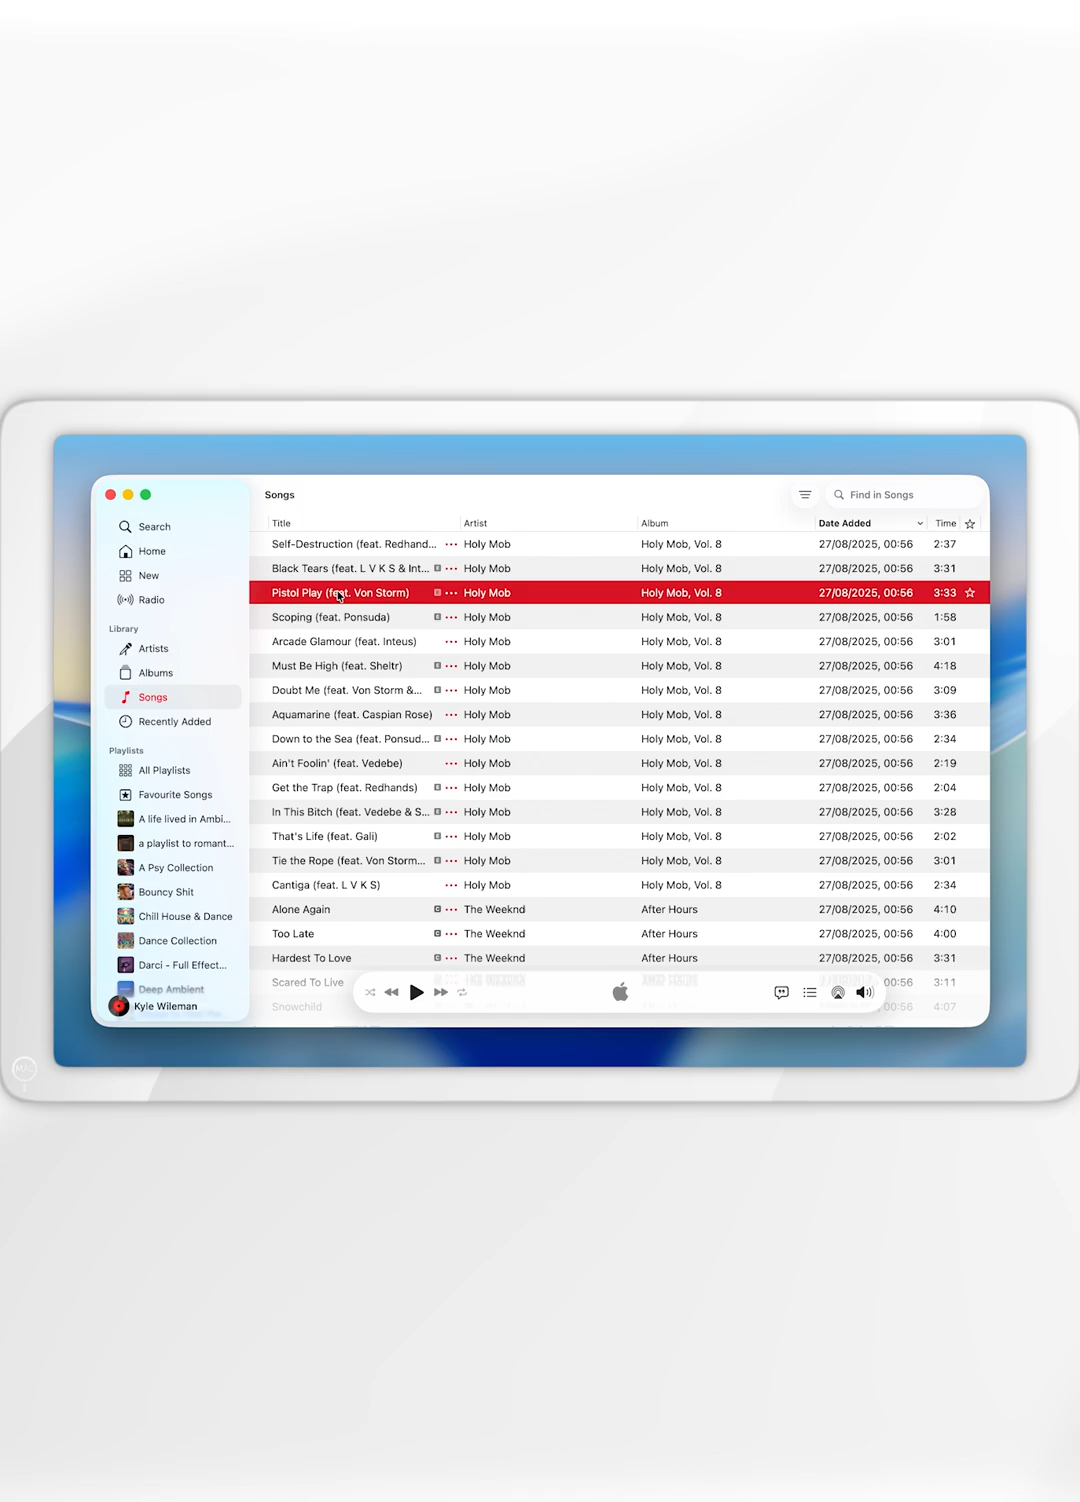 Songs
Find in Songs
Search
Home
New
Radio
Library
Artists
Albums
Songs
Recently Added
Playlists
All Playlists
Favourite Songs
A life lived in Ambi...
a playlist to romant...
A Psy Collection
Bouncy Shit
Chill House & Dance
Dance Collection
Darci - Full Effect...
Deep Ambient
Kyle Wileman
Title Artist Album Date Added Time
Self-Destruction (feat. Redhand... Holy Mob Holy Mob, Vol. 8 27/08/2025, 00:56 2:37
Black Tears (feat. L V K S & Int... E Holy Mob Holy Mob, Vol. 8 27/08/2025, 00:56 3:31
Pistol Play (feat. Von Storm) E Holy Mob Holy Mob, Vol. 8 27/08/2025, 00:56 3:33
Scoping (feat. Ponsuda) E Holy Mob Holy Mob, Vol. 8 27/08/2025, 00:56 1:58
Arcade Glamour (feat. Inteus) Holy Mob Holy Mob, Vol. 8 27/08/2025, 00:56 3:01
Must Be High (feat. Sheltr) E Holy Mob Holy Mob, Vol. 8 27/08/2025, 00:56 4:18
Doubt Me (feat. Von Storm &... E Holy Mob Holy Mob, Vol. 8 27/08/2025, 00:56 3:09
Aquamarine (feat. Caspian Rose) Holy Mob Holy Mob, Vol. 8 27/08/2025, 00:56 3:36
Down to the Sea (feat. Ponsud... E Holy Mob Holy Mob, Vol. 8 27/08/2025, 00:56 2:34
Ain't Foolin' (feat. Vedebe) Holy Mob Holy Mob, Vol. 8 27/08/2025, 00:56 2:19
Get the Trap (feat. Redhands) E Holy Mob Holy Mob, Vol. 8 27/08/2025, 00:56 2:04
In This Bitch (feat. Vedebe & S... E Holy Mob Holy Mob, Vol. 8 27/08/2025, 00:56 3:28
That's Life (feat. Gali) E Holy Mob Holy Mob, Vol. 8 27/08/2025, 00:56 2:02
Tie the Rope (feat. Von Storm... E Holy Mob Holy Mob, Vol. 8 27/08/2025, 00:56 3:01
Cantiga (feat. L V K S) Holy Mob Holy Mob, Vol. 8 27/08/2025, 00:56 2:34
Alone Again C The Weeknd After Hours 27/08/2025, 00:56 4:10
Too Late C The Weeknd After Hours 27/08/2025, 00:56 4:00
Hardest To Love C The Weeknd After Hours 27/08/2025, 00:56 3:31
Scared To Live 3:11
Snowchild 4:07